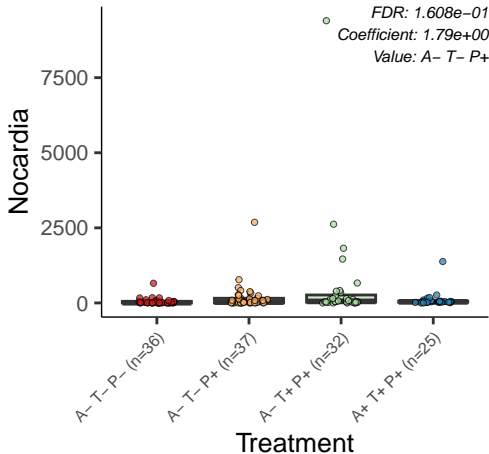 FDR: 1.608e−01
Coefficient: 1.79e+00
Value: A− T− P+
7500
5000
2500
0
Nocardia
A− T− P− (n=36)
A− T− P+ (n=37)
A− T+ P+ (n=32)
A+ T+ P+ (n=25)
Treatment